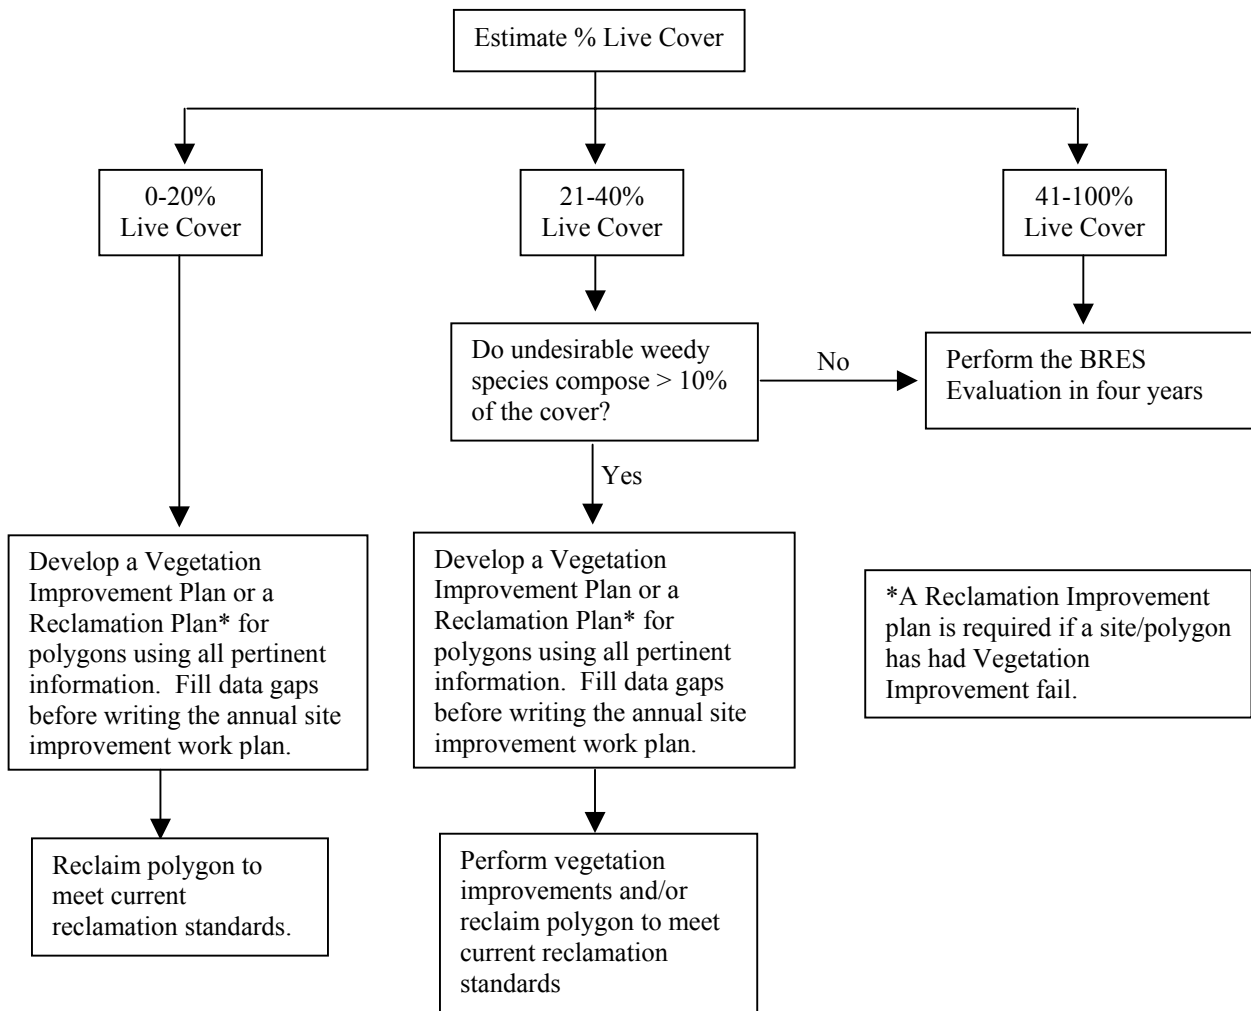 Estimate % Live Cover
0-20%
Live Cover
21-40%
Live Cover
41-100%
Live Cover
Do undesirable weedy
species compose > 10%
of the cover?
No
Perform the BRES
Evaluation in four years
Yes
Develop a Vegetation
Improvement Plan or a
Reclamation Plan* for
polygons using all pertinent
information.  Fill data gaps
before writing the annual site
improvement work plan.
Develop a Vegetation
Improvement Plan or a
Reclamation Plan* for
polygons using all pertinent
information.  Fill data gaps
before writing the annual site
improvement work plan.
*A Reclamation Improvement
plan is required if a site/polygon
has had Vegetation
Improvement fail.
Reclaim polygon to
meet current
reclamation standards.
Perform vegetation
improvements and/or
reclaim polygon to meet
current reclamation
standards